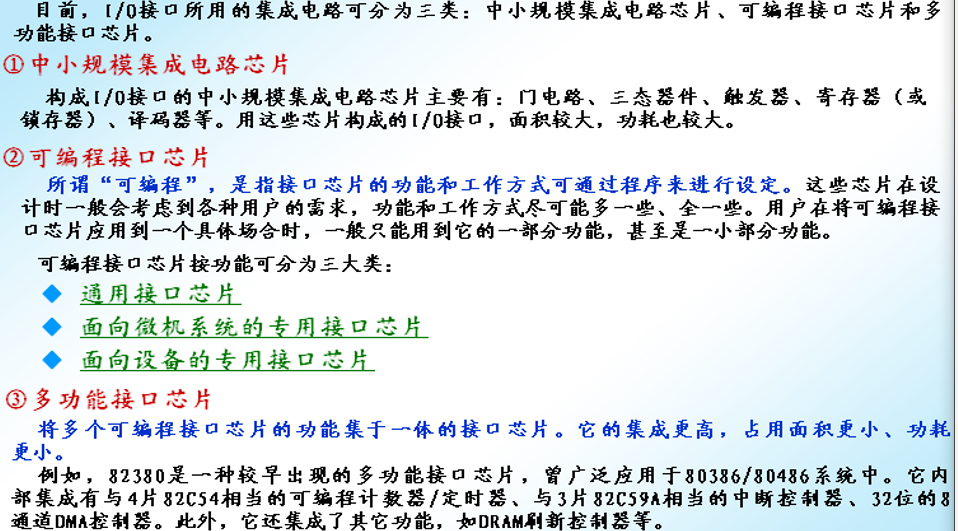 目前，I/O接口所用的集成电路可分为三类：中小规模集成电路芯片、可编程接口芯片和多
功能接口芯片。
①中小规模集成电路芯片
构成I/O接口的中小规模集成电路芯片主要有：门电路、三态器件、触发器、寄存器（或
锁存器）、译码器等。用这些芯片构成的I/O接口，面积较大，功耗也较大。
②可编程接口芯片
所谓“可编程”，是指接口芯片的功能和工作方式可通过程序来进行设定。这些芯片在设
计时一般会考虑到各种用户的需求，功能和工作方式尽可能多一些、全一些。用户在将可编程接
口芯片应用到一个具体场合时，一般只能用到它的一部分功能，甚至是一小部分功能。
可编程接口芯片按功能可分为三大类：
◆ 通用接口芯片
◆ 面向微机系统的专用接口芯片
◆ 面向设备的专用接口芯片
③多功能接口芯片
将多个可编程接口芯片的功能集于一体的接口芯片。它的集成更高，占用面积更小、功耗
更小。
例如，82380是一种较早出现的多功能接口芯片，曾广泛应用于80386/80486系统中。它内
部集成有与4片82C54相当的可编程计数器/定时器、与3片82C59A相当的中断控制器、32位的8
通道DMA控制器。此外，它还集成了其它功能，如DRAM刷新控制器等。